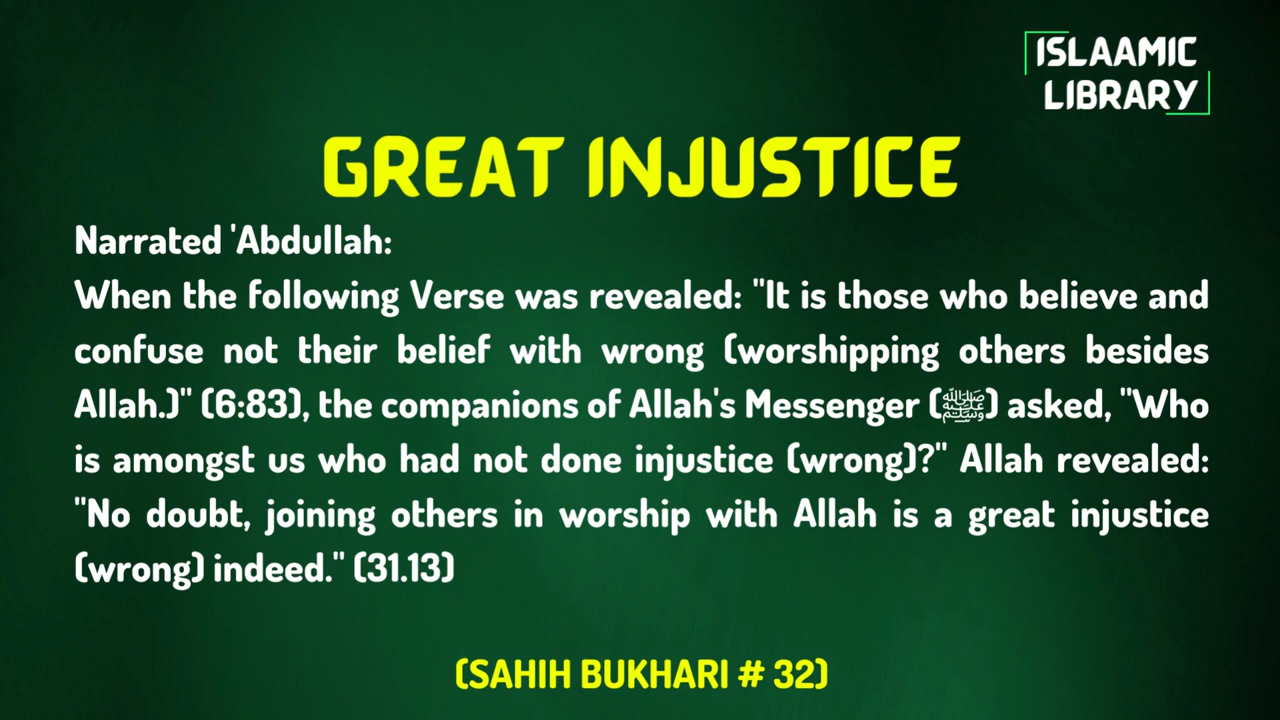 ISLAAMIC
LIBRARY
GREAT INJUSTICE
Narrated 'Abdullah:
When the following Verse was revealed: "It is those who believe and
confuse not their belief with wrong (worshipping others besides
Allah.)" (6:83), the companions of Allah's Messenger (ﷺ) asked, "Who
is amongst us who had not done injustice (wrong)?" Allah revealed:
"No doubt, joining others in worship with Allah is a great injustice
(wrong) indeed." (31.13)
(SAHIH BUKHARI # 32)